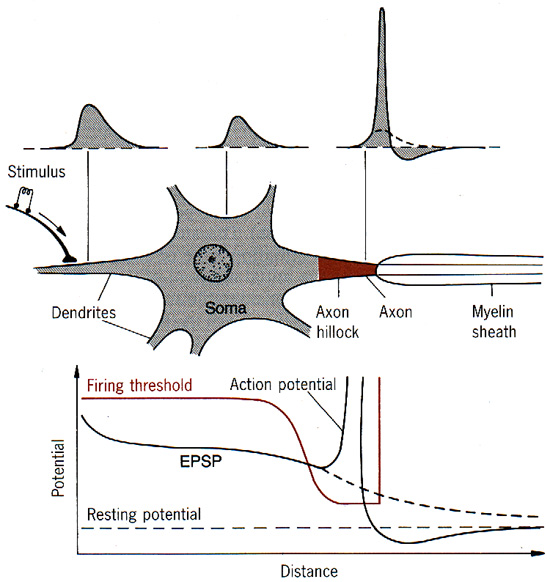 Stimulus
Dendrites
Soma
Axon
hillock
Axon
Myelin
sheath
Firing threshold
Action potential
EPSP
Resting potential
Potential
Distance